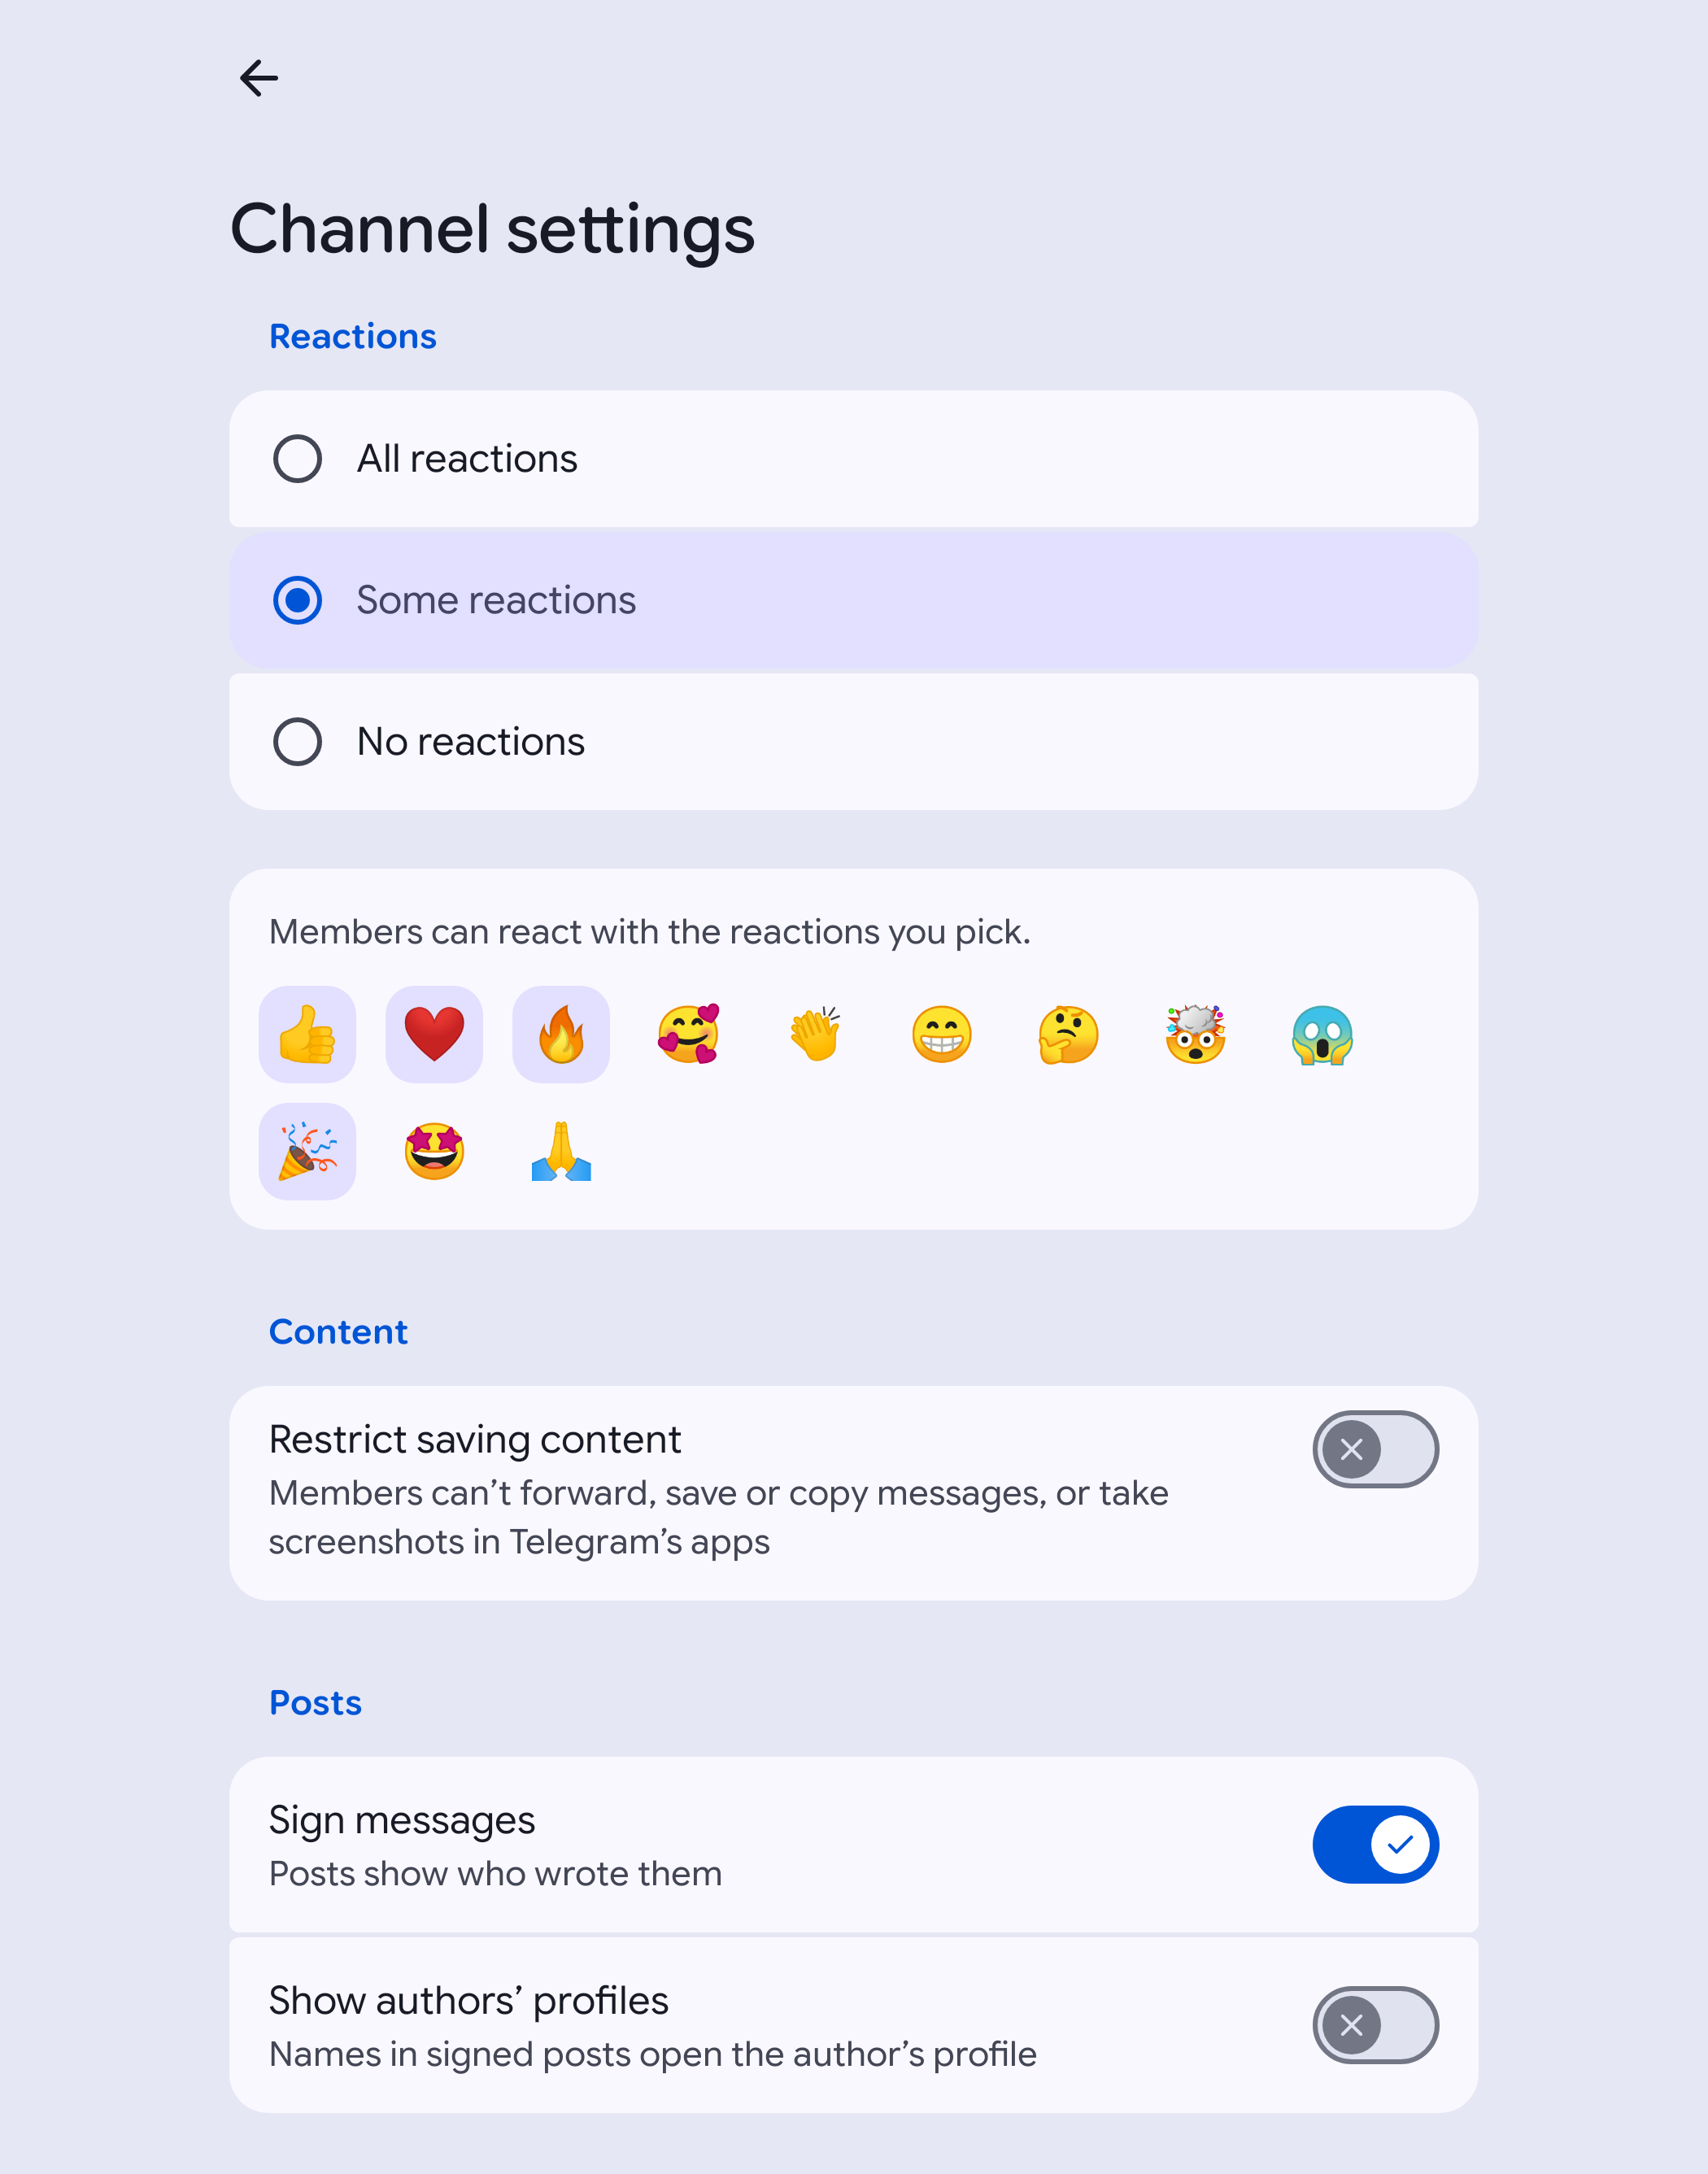 Channel settings
Reactions
All reactions
Some reactions
No reactions
Members can react with the reactions you pick.
Content
Restrict saving content
Members can’t forward, save or copy messages, or take
screenshots in Telegram’s apps
Posts
Sign messages
Posts show who wrote them
Show authors’ profiles
Names in signed posts open the author’s profile